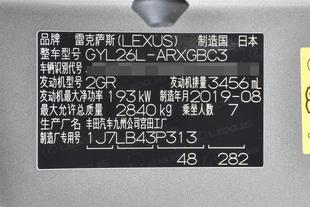 品牌 雷克萨斯(LEXUS) 制造国 日本
整车型号 GYL26L-ARXGBC3
车辆识别代号
发动机型号 2GR 发动机排量 3456 mL
发动机最大净功率 193 kW 制造年月 2019-08
最大允许总质量 2840 kg 乘坐人数 7
生产厂名 丰田汽车九州公司宫田工厂
制造厂专用号 1J7LB43P313
48 282